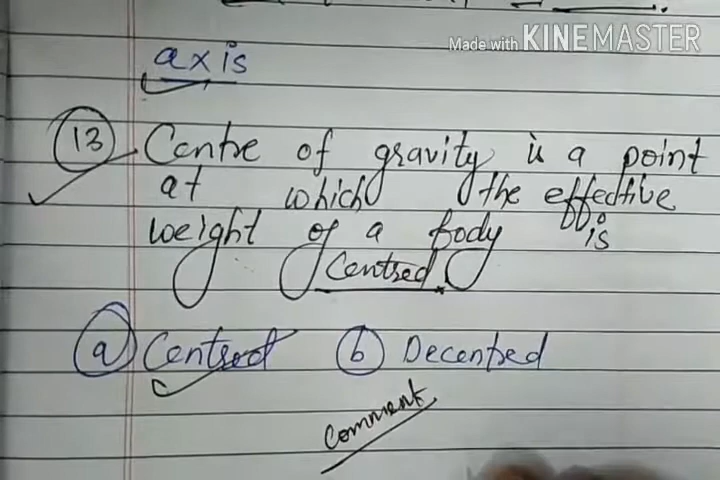 Made with KINEMASTER
axis
13 Centre of gravity is a point
at which the effective
weight of a body is
Centred.
a Centred b Decentred
Comment